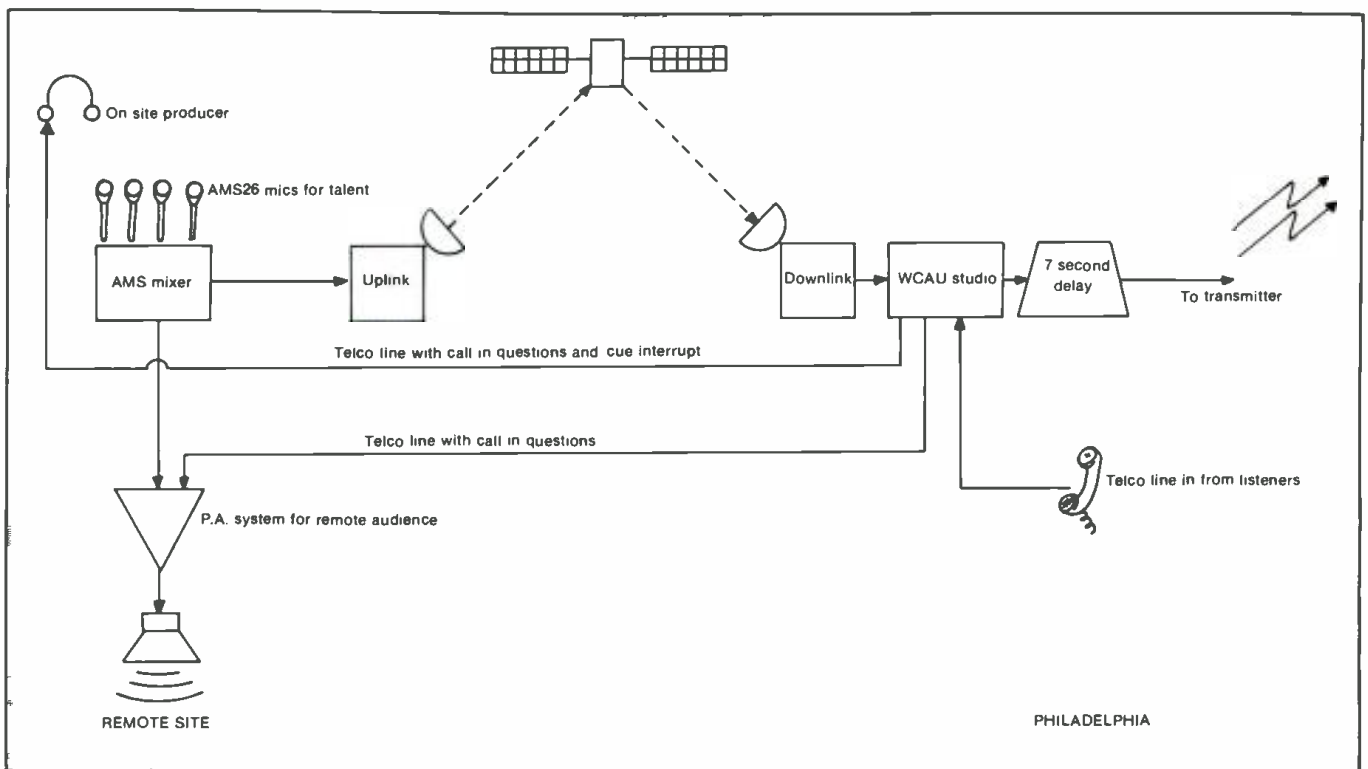 On site producer
AMS26 mics for talent
AMS mixer
Uplink
Downlink
WCAU studio
7 second
delay
To transmitter
Telco line with call in questions and cue interrupt
Telco line with call in questions
Telco line in from listeners
P.A. system for remote audience
REMOTE SITE
PHILADELPHIA